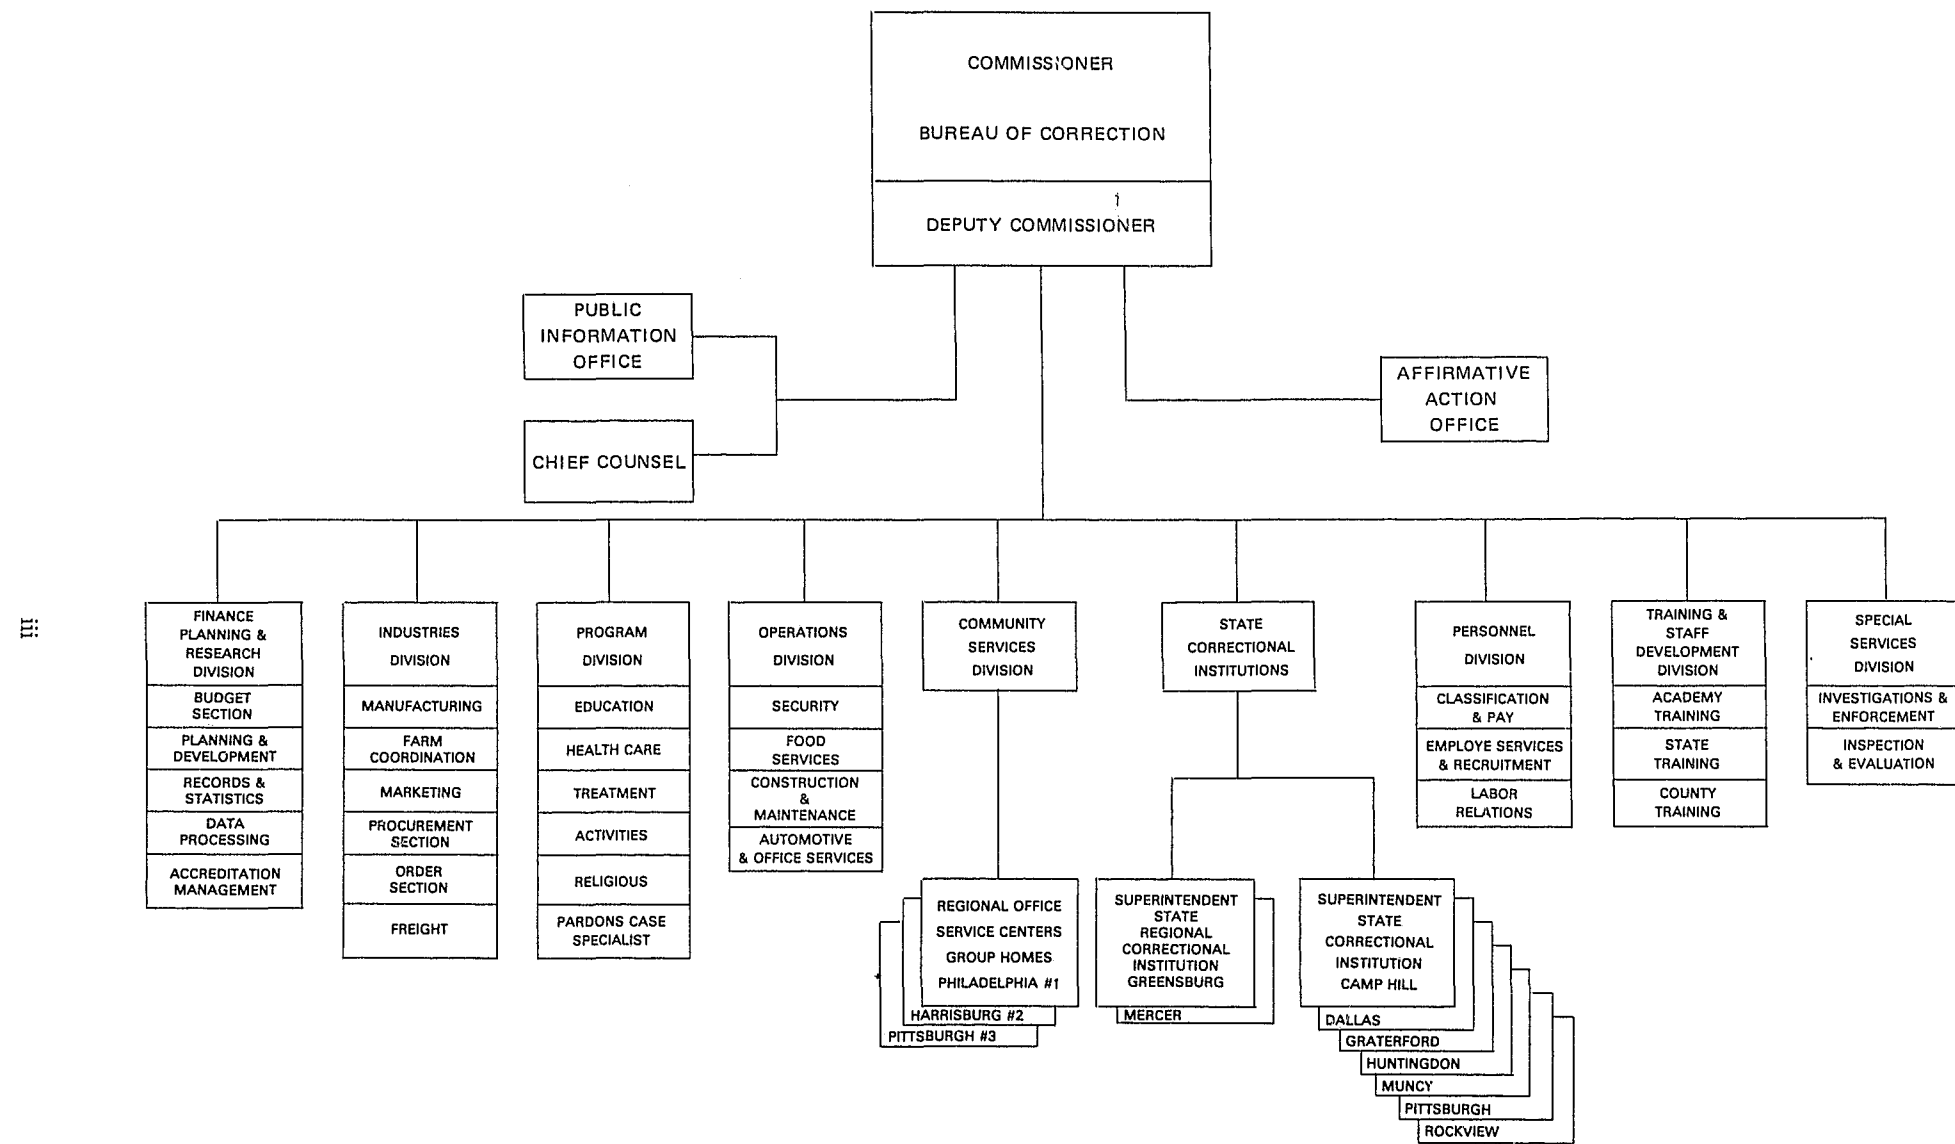 COMMISSIONER
BUREAU OF CORRECTION
DEPUTY COMMISSIONER
PUBLIC
INFORMATION
OFFICE
CHIEF COUNSEL
AFFIRMATIVE
ACTION
OFFICE
FINANCE
PLANNING &
RESEARCH
DIVISION
BUDGET
SECTION
PLANNING &
DEVELOPMENT
RECORDS &
STATISTICS
DATA
PROCESSING
ACCREDITATION
MANAGEMENT
INDUSTRIES
DIVISION
MANUFACTURING
FARM
COORDINATION
MARKETING
PROCUREMENT
SECTION
ORDER
SECTION
FREIGHT
PROGRAM
DIVISION
EDUCATION
HEALTH CARE
TREATMENT
ACTIVITIES
RELIGIOUS
PARDONS CASE
SPECIALIST
OPERATIONS
DIVISION
SECURITY
FOOD
SERVICES
CONSTRUCTION
&
MAINTENANCE
AUTOMOTIVE
& OFFICE SERVICES
COMMUNITY
SERVICES
DIVISION
REGIONAL OFFICE
SERVICE CENTERS
GROUP HOMES
PHILADELPHIA #1
HARRISBURG #2
PITTSBURGH #3
STATE
CORRECTIONAL
INSTITUTIONS
SUPERINTENDENT
STATE
REGIONAL
CORRECTIONAL
INSTITUTION
GREENSBURG
MERCER
SUPERINTENDENT
STATE
CORRECTIONAL
INSTITUTION
CAMP HILL
DALLAS
GRATERFORD
HUNTINGDON
MUNCY
PITTSBURGH
ROCKVIEW
PERSONNEL
DIVISION
CLASSIFICATION
& PAY
EMPLOYE SERVICES
& RECRUITMENT
LABOR
RELATIONS
TRAINING &
STAFF
DEVELOPMENT
DIVISION
ACADEMY
TRAINING
STATE
TRAINING
COUNTY
TRAINING
SPECIAL
SERVICES
DIVISION
INVESTIGATIONS &
ENFORCEMENT
INSPECTION
& EVALUATION
iii